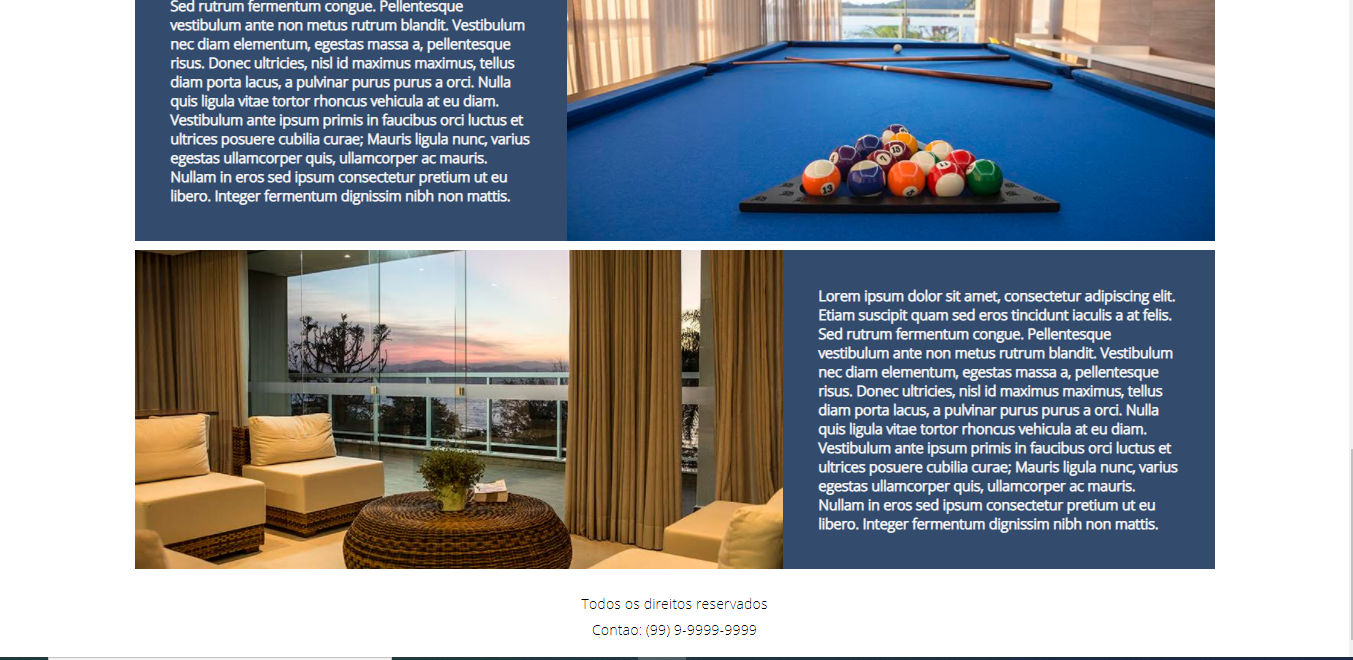 Sed rutrum fermentum congue. Pellentesque
vestibulum ante non metus rutrum blandit. Vestibulum
nec diam elementum, egestas massa a, pellentesque
risus. Donec ultricies, nisl id maximus maximus, tellus
diam porta lacus, a pulvinar purus purus a orci. Nulla
quis ligula vitae tortor rhoncus vehicula at eu diam.
Vestibulum ante ipsum primis in faucibus orci luctus et
ultrices posuere cubilia curae; Mauris ligula nunc, varius
egestas ullamcorper quis, ullamcorper ac mauris.
Nullam in eros sed ipsum consectetur pretium ut eu
libero. Integer fermentum dignissim nibh non mattis.
13
7
15
11
Lorem ipsum dolor sit amet, consectetur adipiscing elit.
Etiam suscipit quam sed eros tincidunt iaculis a at felis.
Sed rutrum fermentum congue. Pellentesque
vestibulum ante non metus rutrum blandit. Vestibulum
nec diam elementum, egestas massa a, pellentesque
risus. Donec ultricies, nisl id maximus maximus, tellus
diam porta lacus, a pulvinar purus purus a orci. Nulla
quis ligula vitae tortor rhoncus vehicula at eu diam.
Vestibulum ante ipsum primis in faucibus orci luctus et
ultrices posuere cubilia curae; Mauris ligula nunc, varius
egestas ullamcorper quis, ullamcorper ac mauris.
Nullam in eros sed ipsum consectetur pretium ut eu
libero. Integer fermentum dignissim nibh non mattis.
Todos os direitos reservados
Contao: (99) 9-9999-9999